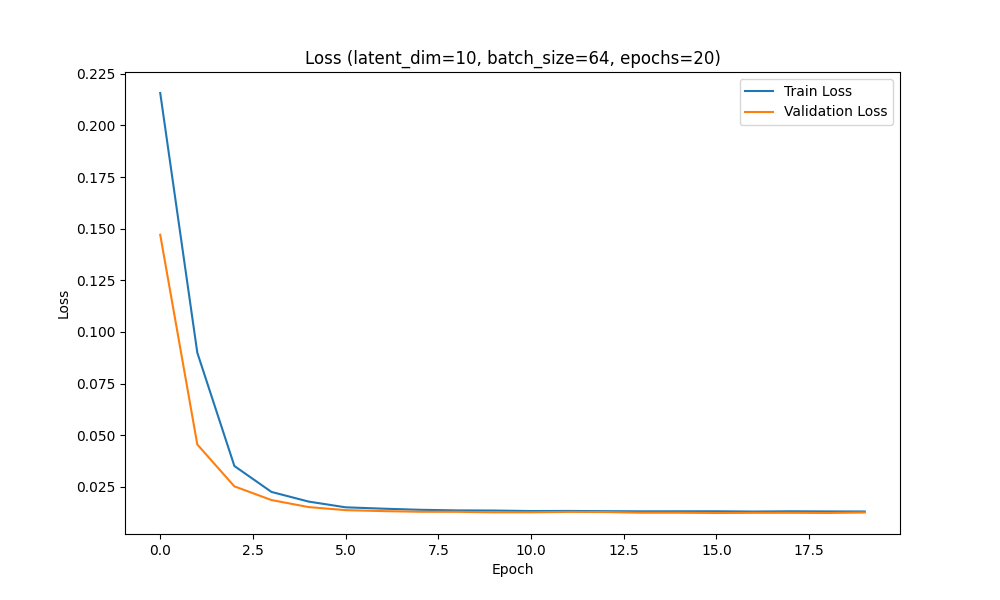 Loss (latent_dim=10, batch_size=64, epochs=20)
0.225
0.200
0.175
0.150
0.125
0.100
0.075
0.050
0.025
Loss
Train Loss
Validation Loss
0.0 2.5 5.0 7.5 10.0 12.5 15.0 17.5
Epoch